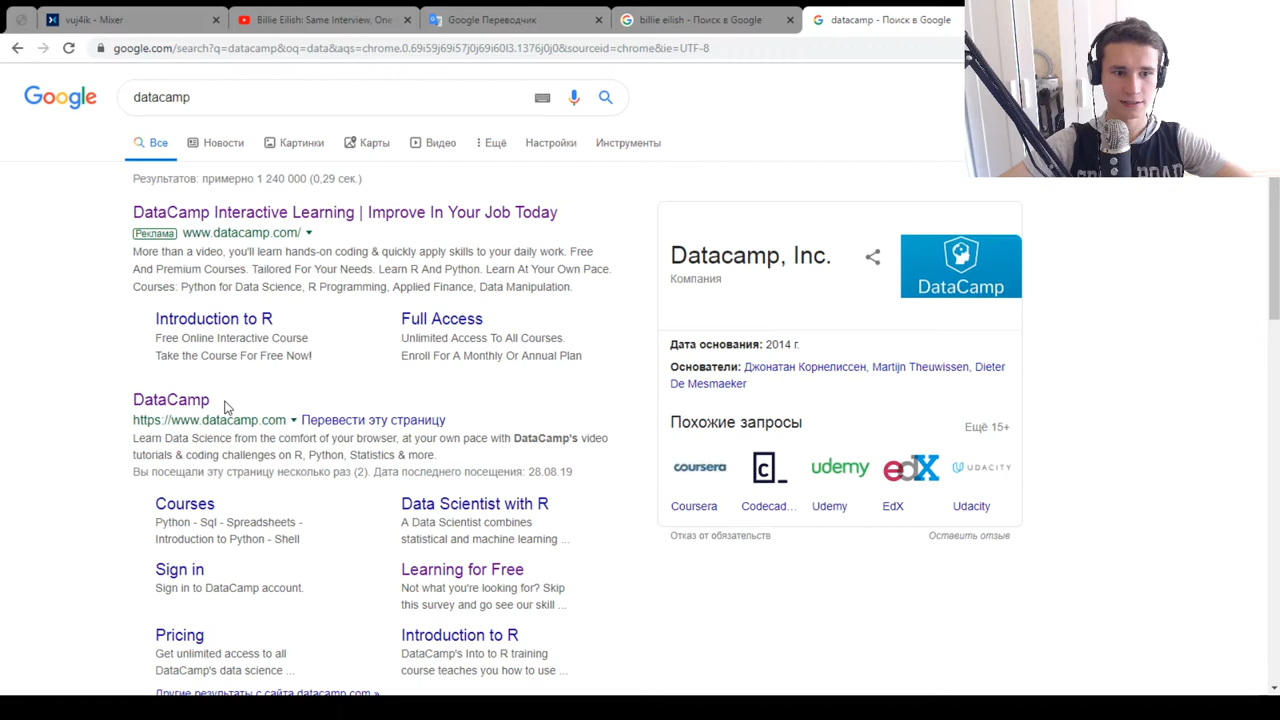 vuj4ik - Mixer
Billie Eilish: Same Interview, One
Google Переводчик
billie eilish - Поиск в Google
datacamp - Поиск в Google
google.com/search?q=datacamp&oq=data&aqs=chrome.0.69i59j69i57j0j69i60l3.1376j0j0&sourceid=chrome&ie=UTF-8
Google
datacamp
Все Новости Картинки Карты Видео Ещё Настройки Инструменты
Результатов: примерно 1 240 000 (0,29 сек.)
DataCamp Interactive Learning | Improve In Your Job Today
Реклама www.datacamp.com/
More than a video, you'll learn hands-on coding & quickly apply skills to your daily work. Free
And Premium Courses. Tailored For Your Needs. Learn R And Python. Learn At Your Own Pace.
Courses: Python for Data Science, R Programming, Applied Finance, Data Manipulation.
Introduction to R
Free Online Interactive Course
Take the Course For Free Now!
Full Access
Unlimited Access To All Courses.
Enroll For A Monthly Or Annual Plan
DataCamp
https://www.datacamp.com Перевести эту страницу
Learn Data Science from the comfort of your browser, at your own pace with DataCamp's video
tutorials & coding challenges on R, Python, Statistics & more.
Вы посещали эту страницу несколько раз (2). Дата последнего посещения: 28.08.19
Courses
Python - Sql - Spreadsheets -
Introduction to Python - Shell
Data Scientist with R
A Data Scientist combines
statistical and machine learning ...
Sign in
Sign in to DataCamp account.
Learning for Free
Not what you're looking for? Skip
this survey and go see our skill ...
Pricing
Get unlimited access to all
DataCamp's data science ...
Introduction to R
DataCamp's Into to R training
course teaches you how to use ...
Другие результаты с сайта datacamp.com »
Datacamp, Inc.
Компания
DataCamp
Дата основания: 2014 г.
Основатели: Джонатан Корнелиссен, Martijn Theuwissen, Dieter
De Mesmaeker
Похожие запросы
Ещё 15+
coursera c_ udemy edX UDACITY
Coursera Codecad... Udemy EdX Udacity
Отказ от обязательств
Оставить отзыв